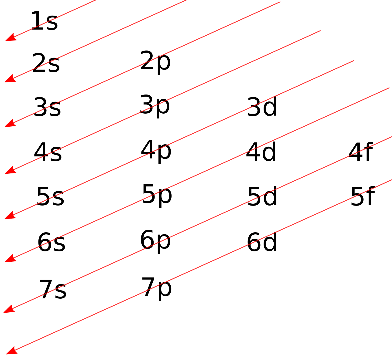 1s
2s 2p
3s 3p 3d
4s 4p 4d 4f
5s 5p 5d 5f
6s 6p 6d
7s 7p